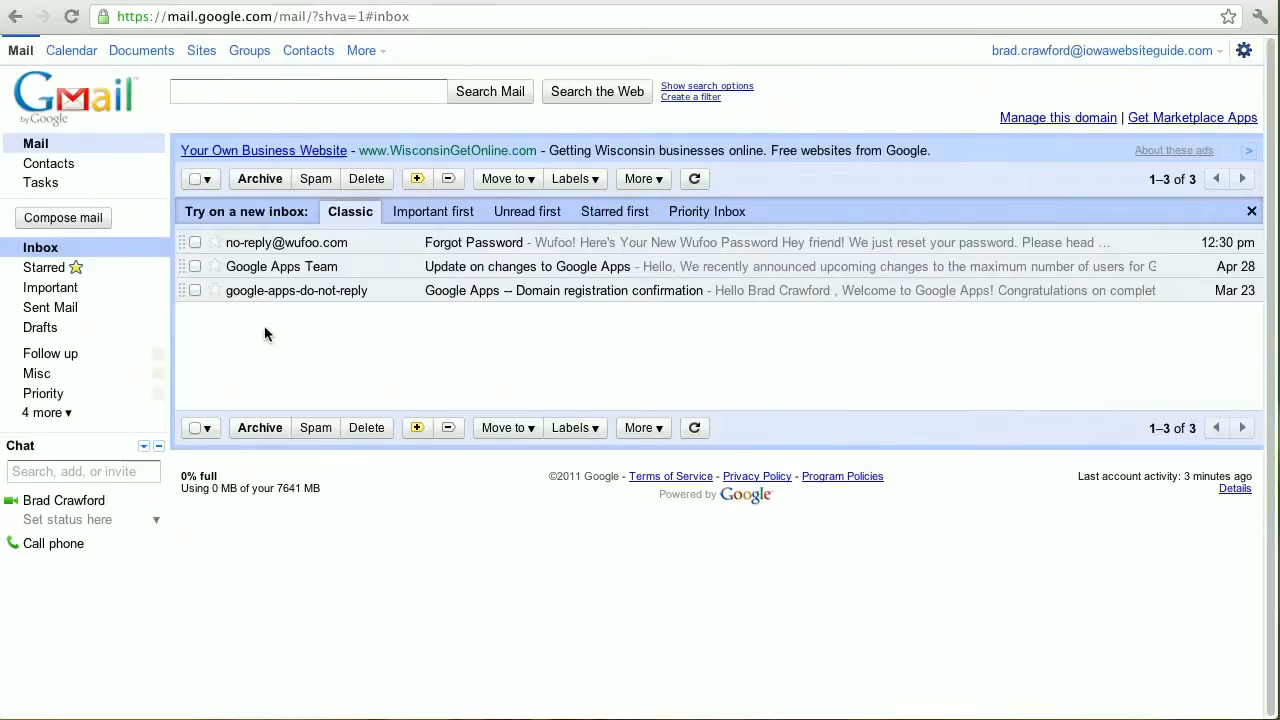 https://mail.google.com/mail/?shva=1#inbox
Mail Calendar Documents Sites Groups Contacts More brad.crawford@iowawebsiteguide.com
Gmail by Google Search Mail Search the Web Show search options
Create a filter
Manage this domain | Get Marketplace Apps
Mail
Contacts
Tasks
Compose mail
Inbox
Starred
Important
Sent Mail
Drafts
Follow up
Misc
Priority
4 more ▾
Chat
Search, add, or invite
Brad Crawford
Set status here
Call phone
Your Own Business Website - www.WisconsinGetOnline.com - Getting Wisconsin businesses online. Free websites from Google. About these ads >
Archive Spam Delete Move to ▾ Labels ▾ More ▾ 1–3 of 3
Try on a new inbox: Classic Important first Unread first Starred first Priority Inbox ×
no-reply@wufoo.com Forgot Password - Wufoo! Here's Your New Wufoo Password Hey friend! We just reset your password. Please head ... 12:30 pm
Google Apps Team Update on changes to Google Apps - Hello, We recently announced upcoming changes to the maximum number of users for G Apr 28
google-apps-do-not-reply Google Apps -- Domain registration confirmation - Hello Brad Crawford , Welcome to Google Apps! Congratulations on complet Mar 23
Archive Spam Delete Move to ▾ Labels ▾ More ▾ 1–3 of 3
0% full
Using 0 MB of your 7641 MB
©2011 Google - Terms of Service - Privacy Policy - Program Policies
Powered by Google
Last account activity: 3 minutes ago
Details